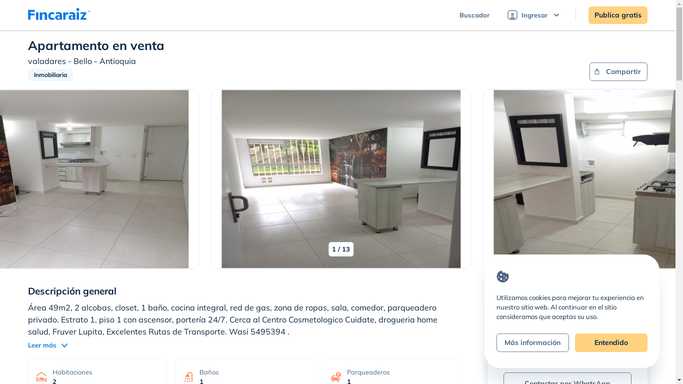 Fincaraiz
Buscador
Ingresar
Publica gratis
Apartamento en venta
valadares - Bello - Antioquia
Inmobiliaria
Compartir
1 / 13
Descripción general
Área 49m2, 2 alcobas, closet, 1 baño, cocina integral, red de gas, zona de ropas, sala, comedor, parqueadero
privado. Estrato 1, piso 1 con ascensor, portería 24/7, Cerca al Centro Cosmetologico Cuidate, drogueria home
salud, Fruver Lupita, Excelentes Rutas de Transporte. Wasi 5495394 .
Leer más
Habitaciones
2
Baños
1
Parqueaderos
1
Utilizamos cookies para mejorar tu experiencia en
nuestro sitio web. Al continuar en el sitio
consideramos que aceptas su uso.
Más información
Entendido
Contactar por WhatsApp